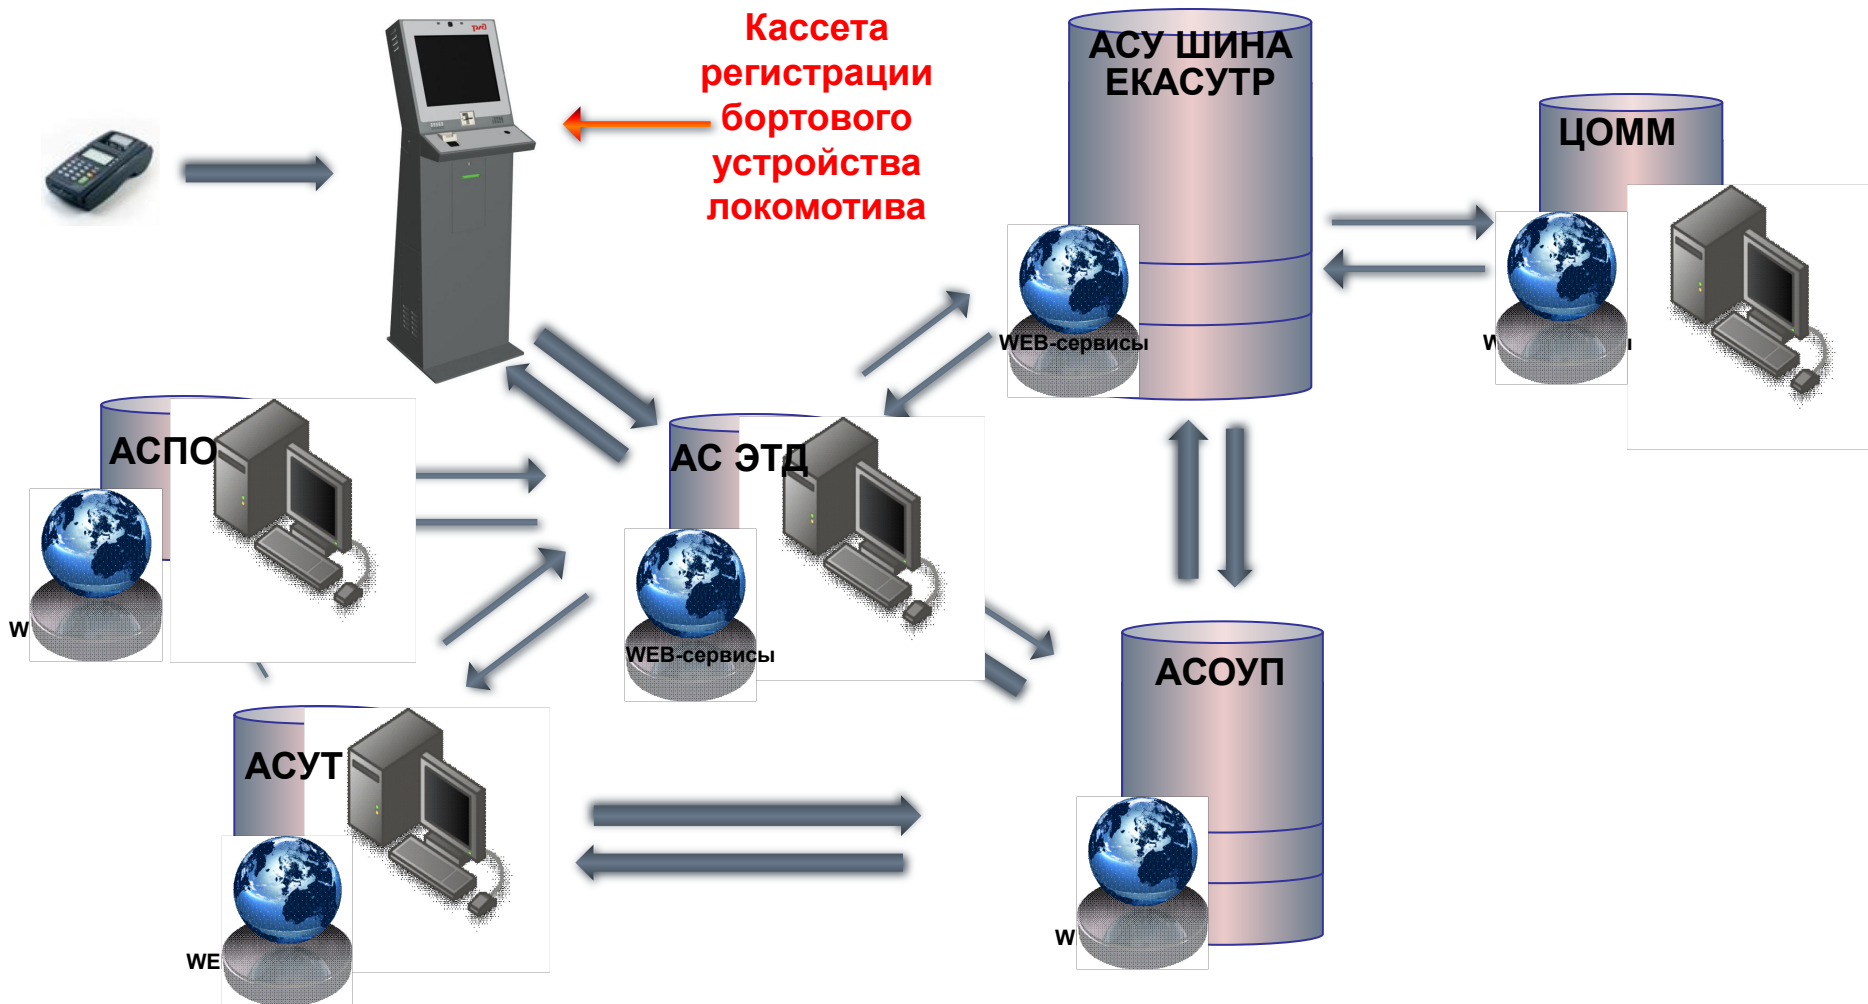 Кассета
регистрации
бортового
устройства
локомотива
АСУ ШИНА
ЕКАСУТР
ЦОММ
WEB-сервисы
АСПО
АС ЭТД
WEB-сервисы
АСОУП
АСУТ